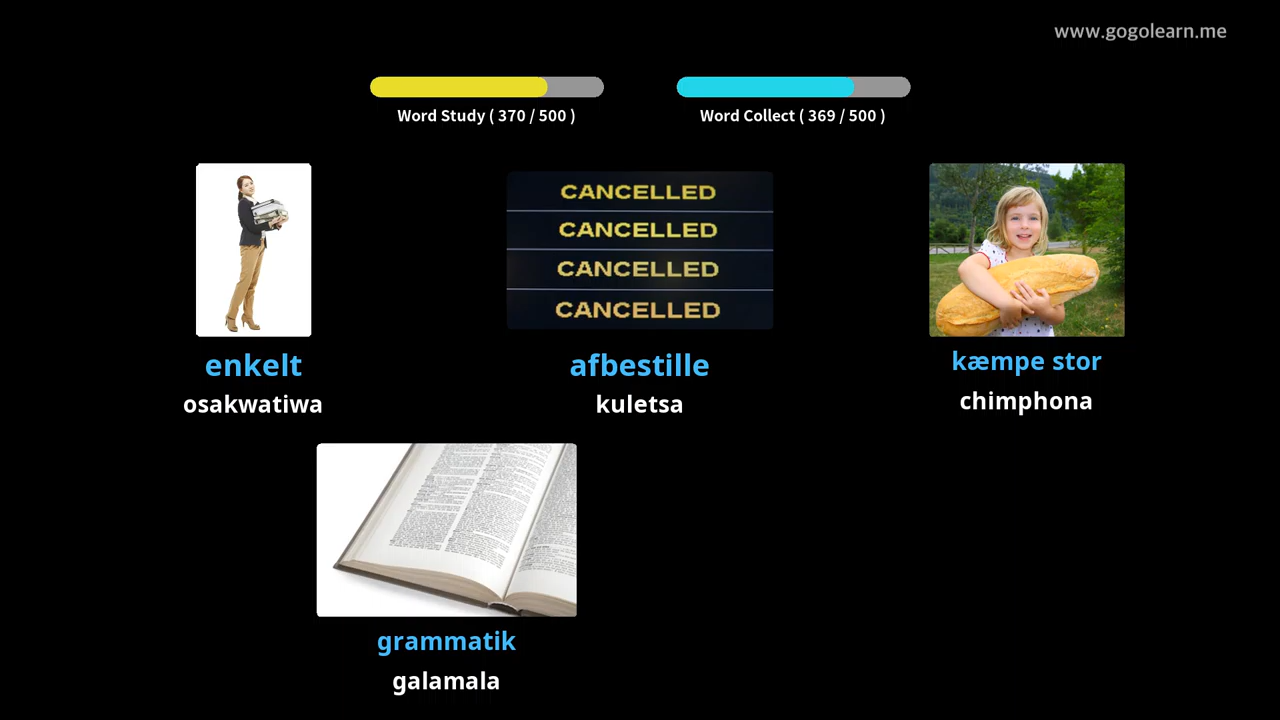 www.gogolearn.me
Word Study ( 370 / 500 )
Word Collect ( 369 / 500 )
CANCELLED
CANCELLED
CANCELLED
CANCELLED
enkelt
osakwatiwa
afbestille
kuletsa
kæmpe stor
chimphona
grammatik
galamala